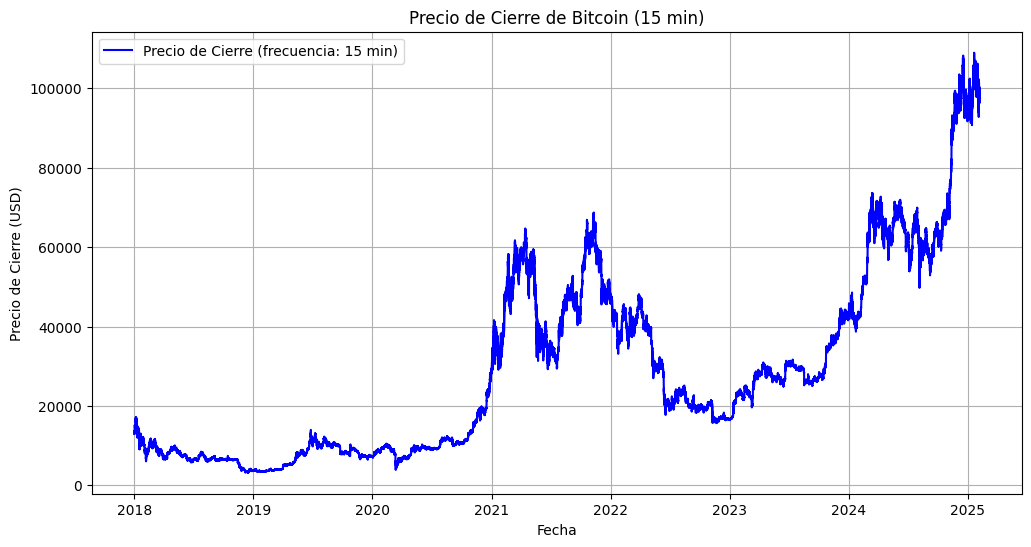 Precio de Cierre de Bitcoin (15 min)
Precio de Cierre (frecuencia: 15 min)
Precio de Cierre (USD)
100000
80000
60000
40000
20000
0
2018 2019 2020 2021 2022 2023 2024 2025
Fecha